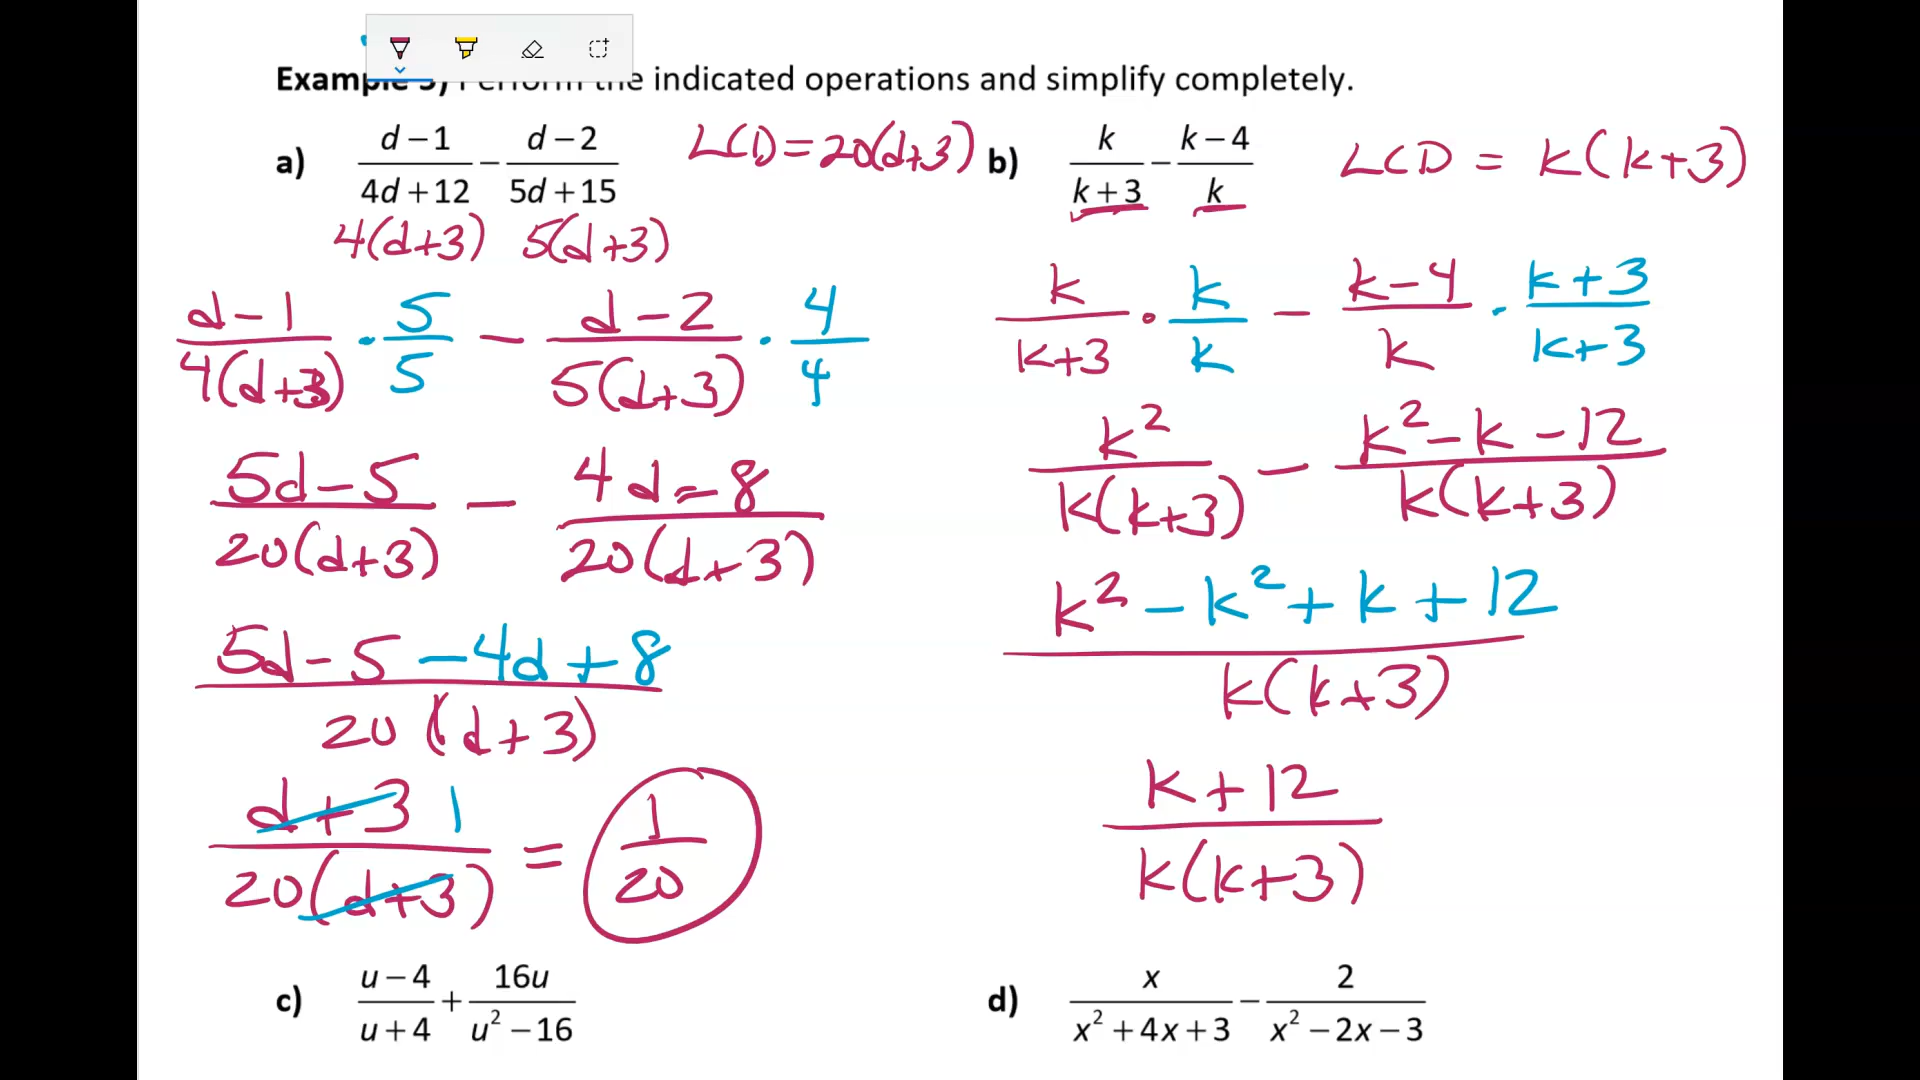 Example 5) Perform the indicated operations and simplify completely.
a) (d − 1)/(4d + 12) − (d − 2)/(5d + 15) LCD = 20(d+3)
4(d+3) 5(d+3)
(d − 1)/(4(d+3)) · 5/5 − (d − 2)/(5(d+3)) · 4/4
(5d − 5)/(20(d+3)) − (4d − 8)/(20(d+3))
(5d − 5 − 4d + 8)/(20(d+3))
(d+3)/(20(d+3)) 1 = 1/20
b) k/(k + 3) − (k − 4)/k LCD = k(k+3)
k/(k+3) · k/k − (k−4)/k · (k+3)/(k+3)
k²/(k(k+3)) − (k² − k − 12)/(k(k+3))
(k² − k² + k + 12)/(k(k+3))
(k + 12)/(k(k+3))
c) (u − 4)/(u + 4) + 16u/(u² − 16)
d) x/(x² + 4x + 3) − 2/(x² − 2x − 3)